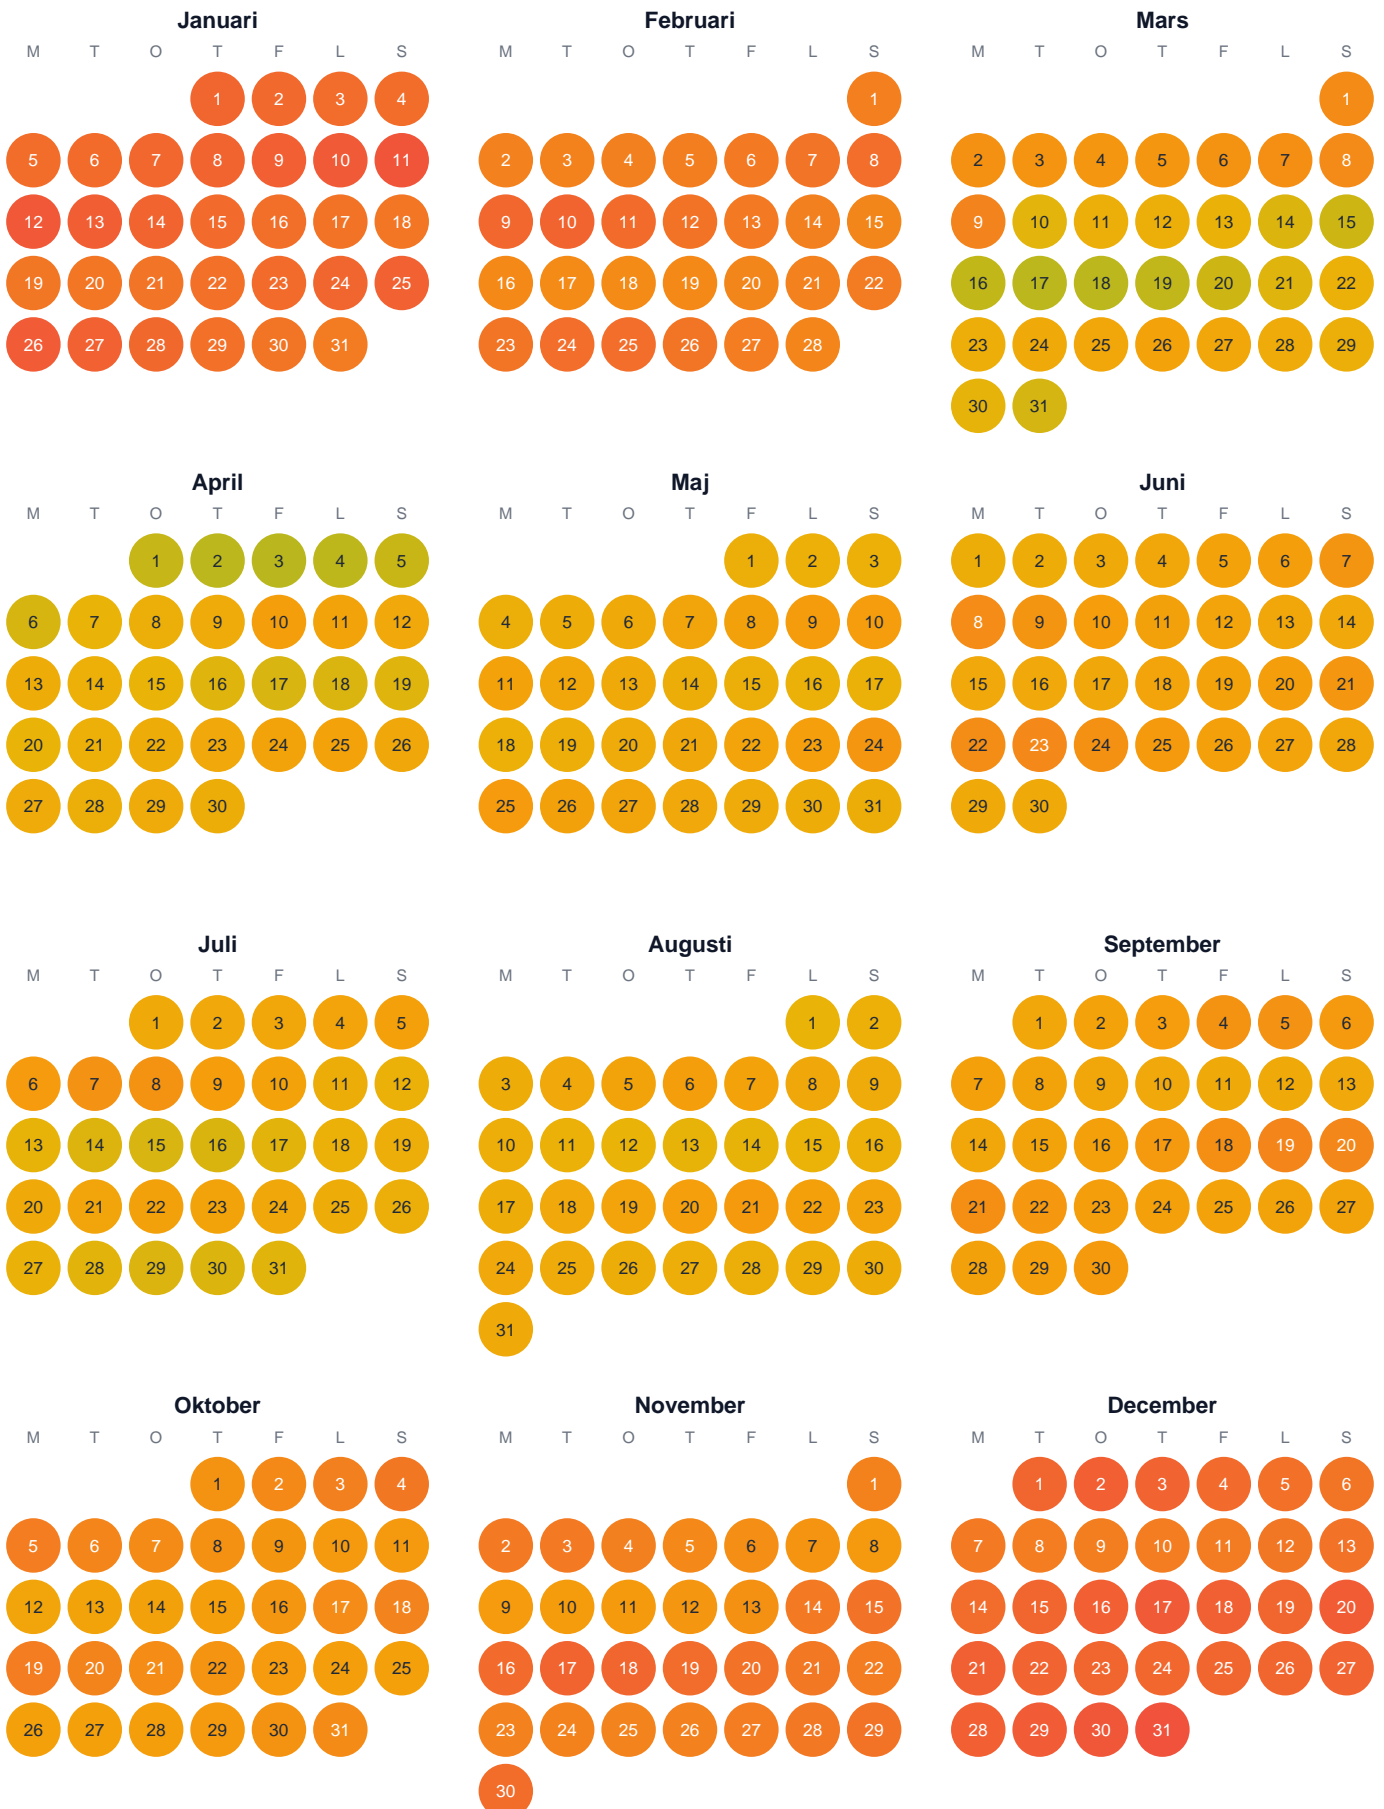 Januari Februari Mars
M T O T F L S M T O T F L S M T O T F L S
1 2 3 4 1 1
5 6 7 8 9 10 11 2 3 4 5 6 7 8 2 3 4 5 6 7 8
12 13 14 15 16 17 18 9 10 11 12 13 14 15 9 10 11 12 13 14 15
19 20 21 22 23 24 25 16 17 18 19 20 21 22 16 17 18 19 20 21 22
26 27 28 29 30 31 23 24 25 26 27 28 23 24 25 26 27 28 29
30 31
April Maj Juni
M T O T F L S M T O T F L S M T O T F L S
1 2 3 4 5 1 2 3 1 2 3 4 5 6 7
6 7 8 9 10 11 12 4 5 6 7 8 9 10 8 9 10 11 12 13 14
13 14 15 16 17 18 19 11 12 13 14 15 16 17 15 16 17 18 19 20 21
20 21 22 23 24 25 26 18 19 20 21 22 23 24 22 23 24 25 26 27 28
27 28 29 30 25 26 27 28 29 30 31 29 30
Juli Augusti September
M T O T F L S M T O T F L S M T O T F L S
1 2 3 4 5 1 2 1 2 3 4 5 6
6 7 8 9 10 11 12 3 4 5 6 7 8 9 7 8 9 10 11 12 13
13 14 15 16 17 18 19 10 11 12 13 14 15 16 14 15 16 17 18 19 20
20 21 22 23 24 25 26 17 18 19 20 21 22 23 21 22 23 24 25 26 27
27 28 29 30 31 24 25 26 27 28 29 30 28 29 30
31
Oktober November December
M T O T F L S M T O T F L S M T O T F L S
1 2 3 4 1 1 2 3 4 5 6
5 6 7 8 9 10 11 2 3 4 5 6 7 8 7 8 9 10 11 12 13
12 13 14 15 16 17 18 9 10 11 12 13 14 15 14 15 16 17 18 19 20
19 20 21 22 23 24 25 16 17 18 19 20 21 22 21 22 23 24 25 26 27
26 27 28 29 30 31 23 24 25 26 27 28 29 28 29 30 31
30